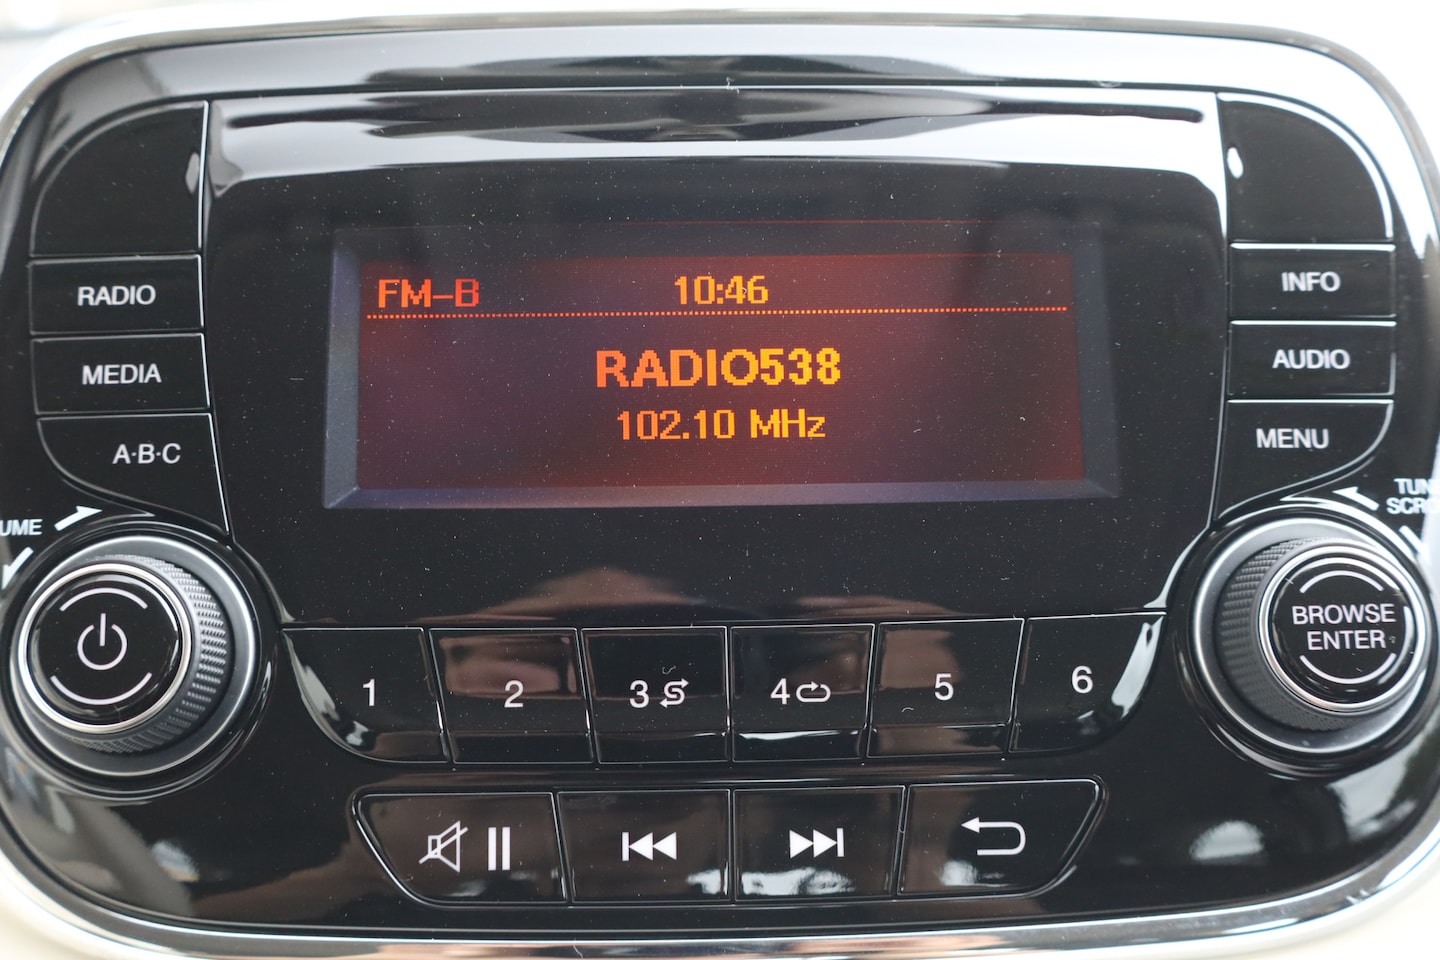 FM-B 10:46
RADIO538
102.10 MHz
RADIO
MEDIA
A·B·C
INFO
AUDIO
MENU
BROWSE
ENTER
1 2 3 4 5 6